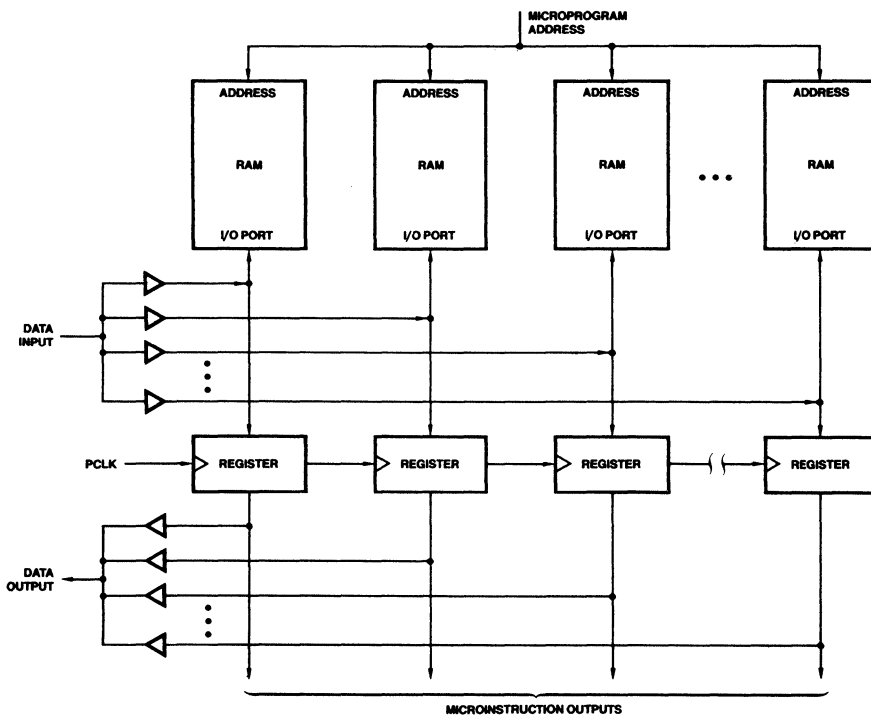 MICROPROGRAM
ADDRESS
ADDRESS
ADDRESS
ADDRESS
ADDRESS
RAM
RAM
RAM
RAM
I/O PORT
I/O PORT
I/O PORT
I/O PORT
DATA
INPUT
PCLK
REGISTER
REGISTER
REGISTER
REGISTER
DATA
OUTPUT
MICROINSTRUCTION OUTPUTS